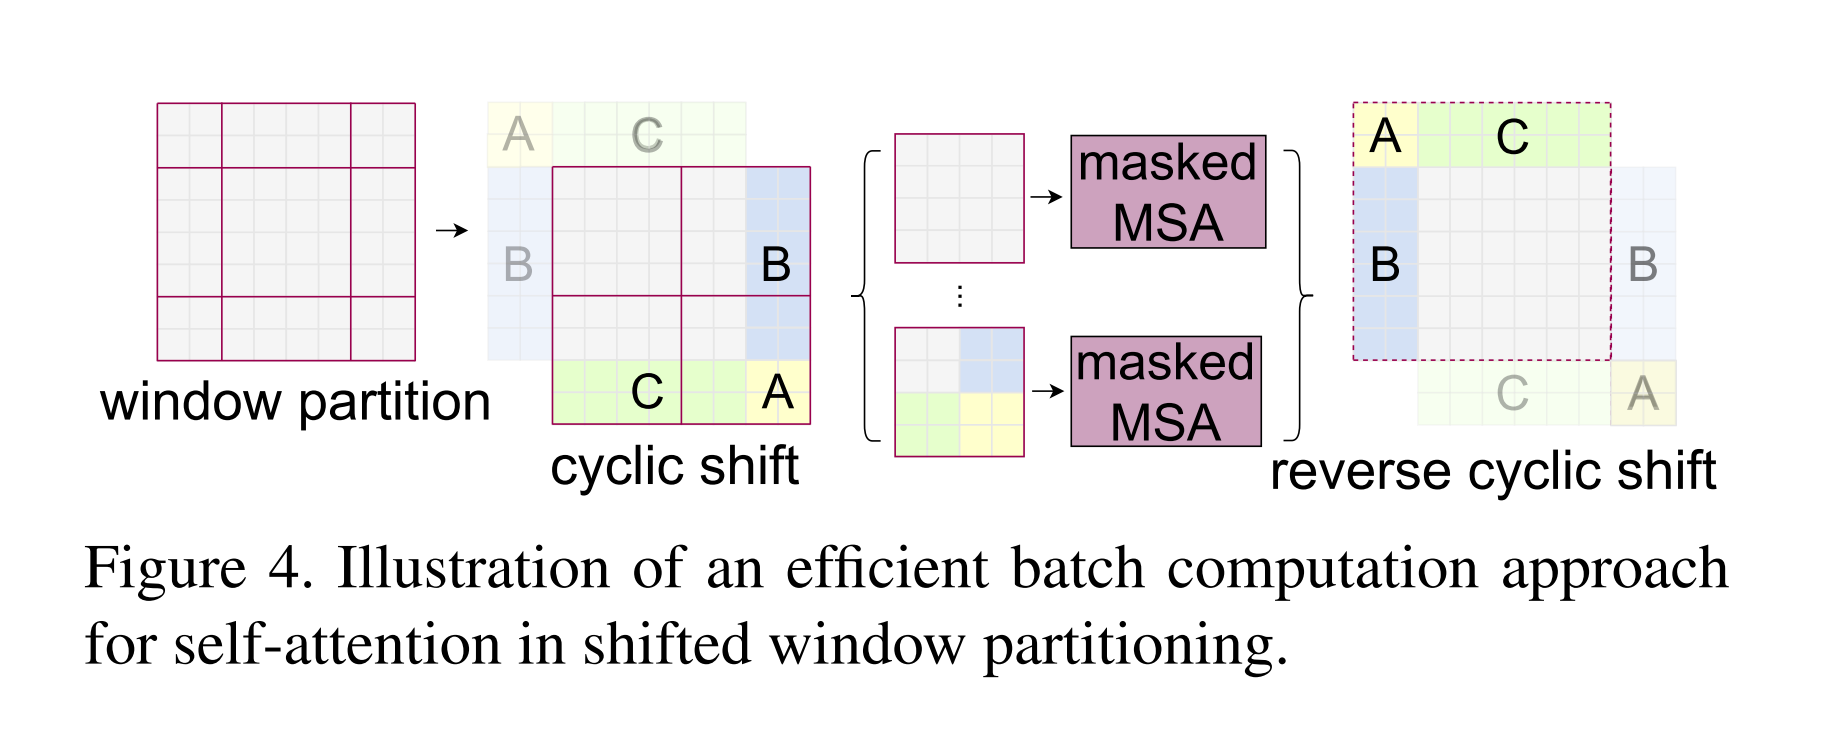 A C
B
B
C A
window partition
cyclic shift
masked
MSA
⋮
masked
MSA
A C
B B
C A
reverse cyclic shift
Figure 4. Illustration of an efficient batch computation approach
for self-attention in shifted window partitioning.